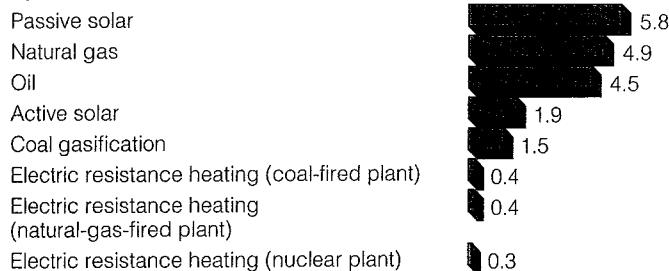 Passive solar 5.8
Natural gas 4.9
Oil 4.5
Active solar 1.9
Coal gasification 1.5
Electric resistance heating (coal-fired plant) 0.4
Electric resistance heating 0.4
(natural-gas-fired plant)
Electric resistance heating (nuclear plant) 0.3